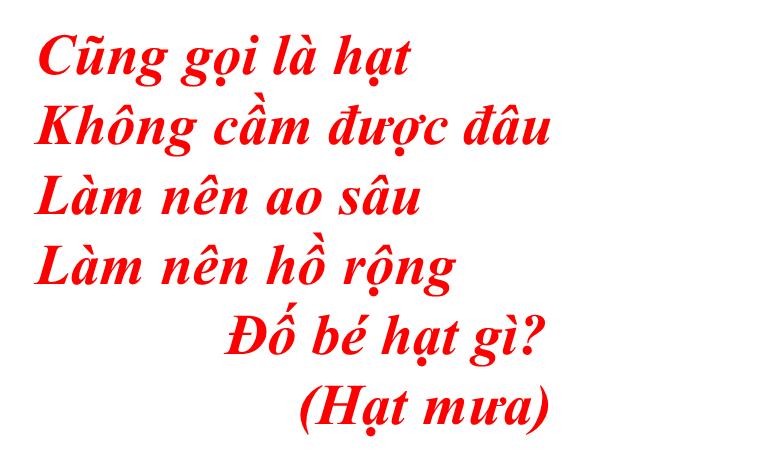 Cũng gọi là hạt
Không cầm được đâu
Làm nên ao sâu
Làm nên hồ rộng
Đố bé hạt gì?
(Hạt mưa)